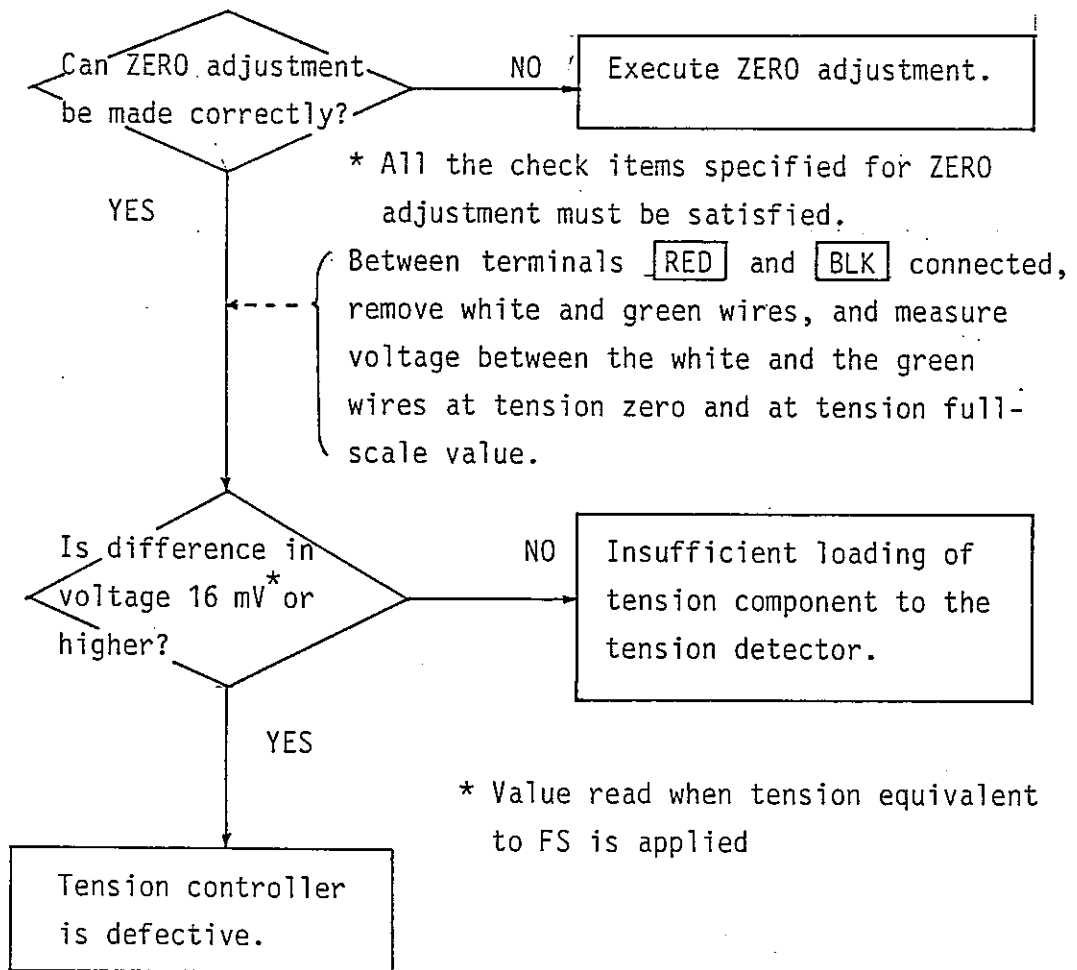 Can ZERO adjustment
be made correctly?
NO
Execute ZERO adjustment.
* All the check items specified for ZERO
adjustment must be satisfied.
YES
Between terminals RED and BLK connected,
remove white and green wires, and measure
voltage between the white and the green
wires at tension zero and at tension full-
scale value.
Is difference in
voltage 16 mV* or
higher?
NO
Insufficient loading of
tension component to the
tension detector.
YES
* Value read when tension equivalent
to FS is applied
Tension controller
is defective.